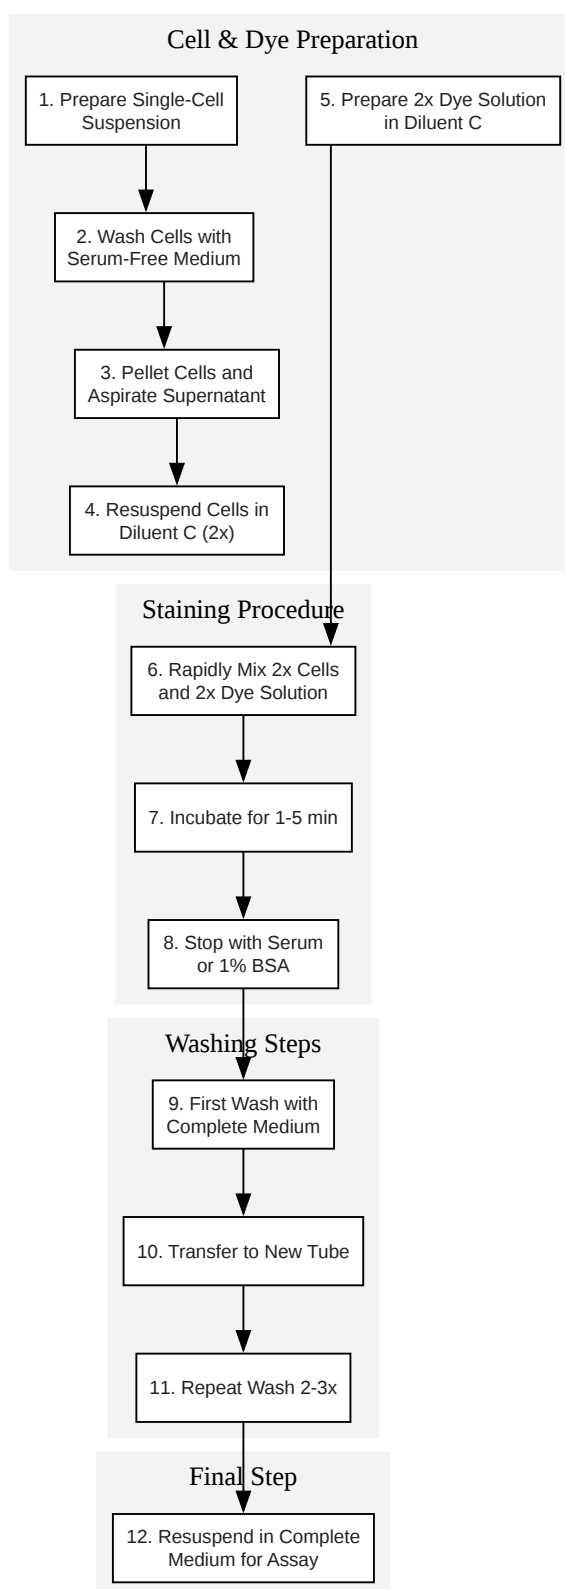 Cell & Dye Preparation
1. Prepare Single-Cell
Suspension
5. Prepare 2x Dye Solution
in Diluent C
2. Wash Cells with
Serum-Free Medium
3. Pellet Cells and
Aspirate Supernatant
4. Resuspend Cells in
Diluent C (2x)
Staining Procedure
6. Rapidly Mix 2x Cells
and 2x Dye Solution
7. Incubate for 1-5 min
8. Stop with Serum
or 1% BSA
Washing Steps
9. First Wash with
Complete Medium
10. Transfer to New Tube
11. Repeat Wash 2-3x
Final Step
12. Resuspend in Complete
Medium for Assay